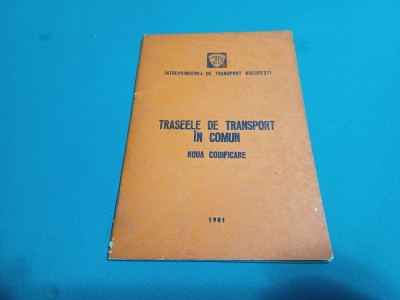 ÎNTREPRINDEREA DE TRANSPORT BUCUREȘTI
TRASEELE DE TRANSPORT
ÎN COMUN
NOUA CODIFICARE
1981